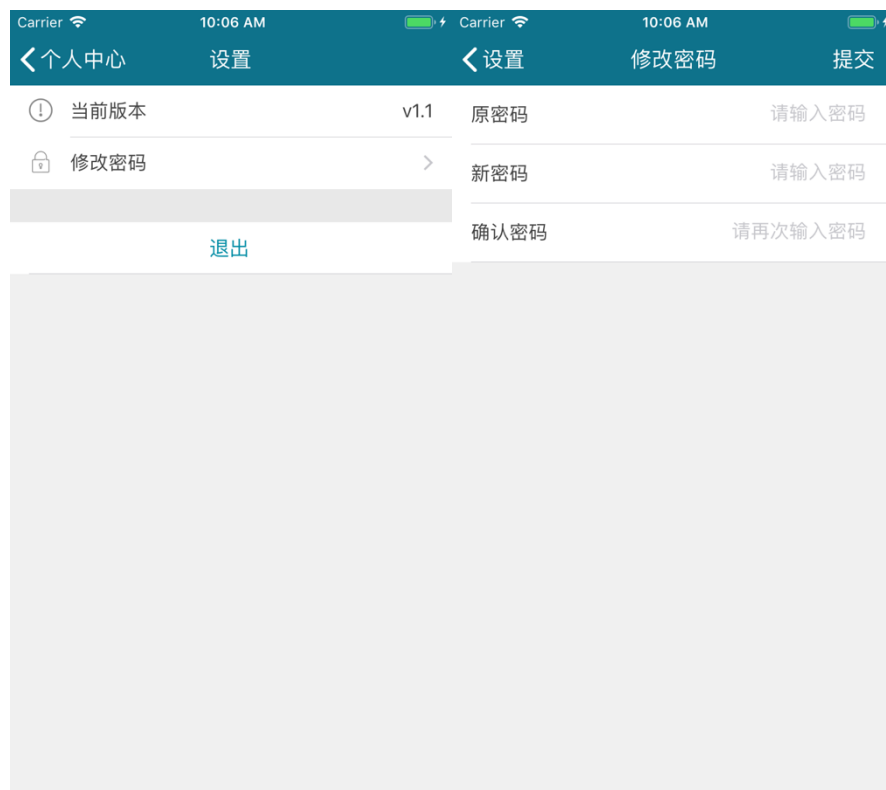 Carrier 10:06 AM
个人中心 设置
当前版本 v1.1
修改密码
退出
Carrier 10:06 AM
设置 修改密码 提交
原密码 请输入密码
新密码 请输入密码
确认密码 请再次输入密码